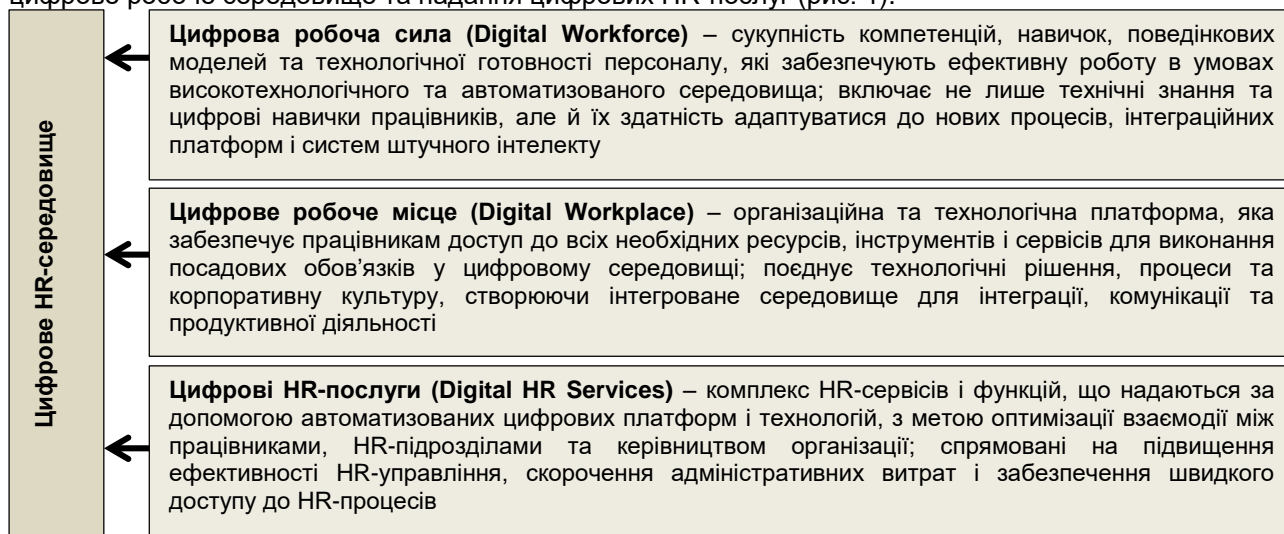 цифрове робоче середовище та надання цифрових HR-послуг (рис. 1).
Цифрове HR-середовище
Цифрова робоча сила (Digital Workforce) – сукупність компетенцій, навичок, поведінкових
моделей та технологічної готовності персоналу, які забезпечують ефективну роботу в умовах
високотехнологічного та автоматизованого середовища; включає не лише технічні знання та
цифрові навички працівників, але й їх здатність адаптуватися до нових процесів, інтеграційних
платформ і систем штучного інтелекту
Цифрове робоче місце (Digital Workplace) – організаційна та технологічна платформа, яка
забезпечує працівникам доступ до всіх необхідних ресурсів, інструментів і сервісів для виконання
посадових обов’язків у цифровому середовищі; поєднує технологічні рішення, процеси та
корпоративну культуру, створюючи інтегроване середовище для інтеграції, комунікації та
продуктивної діяльності
Цифрові HR-послуги (Digital HR Services) – комплекс HR-сервісів і функцій, що надаються за
допомогою автоматизованих цифрових платформ і технологій, з метою оптимізації взаємодії між
працівниками, HR-підрозділами та керівництвом організації; спрямовані на підвищення
ефективності HR-управління, скорочення адміністративних витрат і забезпечення швидкого
доступу до HR-процесів